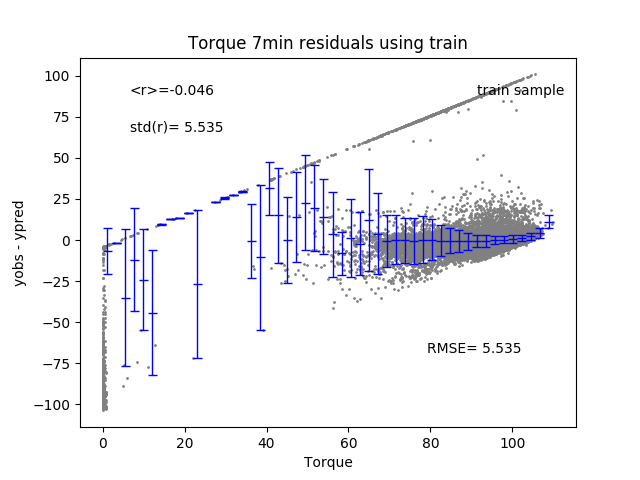 Torque 7min residuals using train
<r>=-0.046
train sample
std(r)= 5.535
RMSE= 5.535
yobs - ypred
100
75
50
25
0
−25
−50
−75
−100
0 20 40 60 80 100
Torque